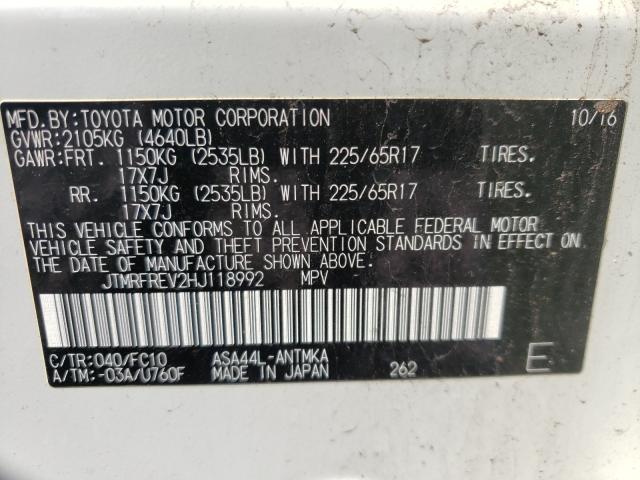 MFD.BY:TOYOTA MOTOR CORPORATION 10/16
GVWR:2105KG (4640LB)
GAWR:FRT. 1150KG (2535LB) WITH 225/65R17 TIRES.
17X7J RIMS.
RR. 1150KG (2535LB) WITH 225/65R17 TIRES.
17X7J RIMS.
THIS VEHICLE CONFORMS TO ALL APPLICABLE FEDERAL MOTOR
VEHICLE SAFETY AND THEFT PREVENTION STANDARDS IN EFFECT ON
THE DATE OF MANUFACTURE SHOWN ABOVE.
JTMRFREV2HJ118992 MPV
C/TR:040/FC10 ASA44L-ANTMKA
A/TM:-03A/U760F MADE IN JAPAN 262 E